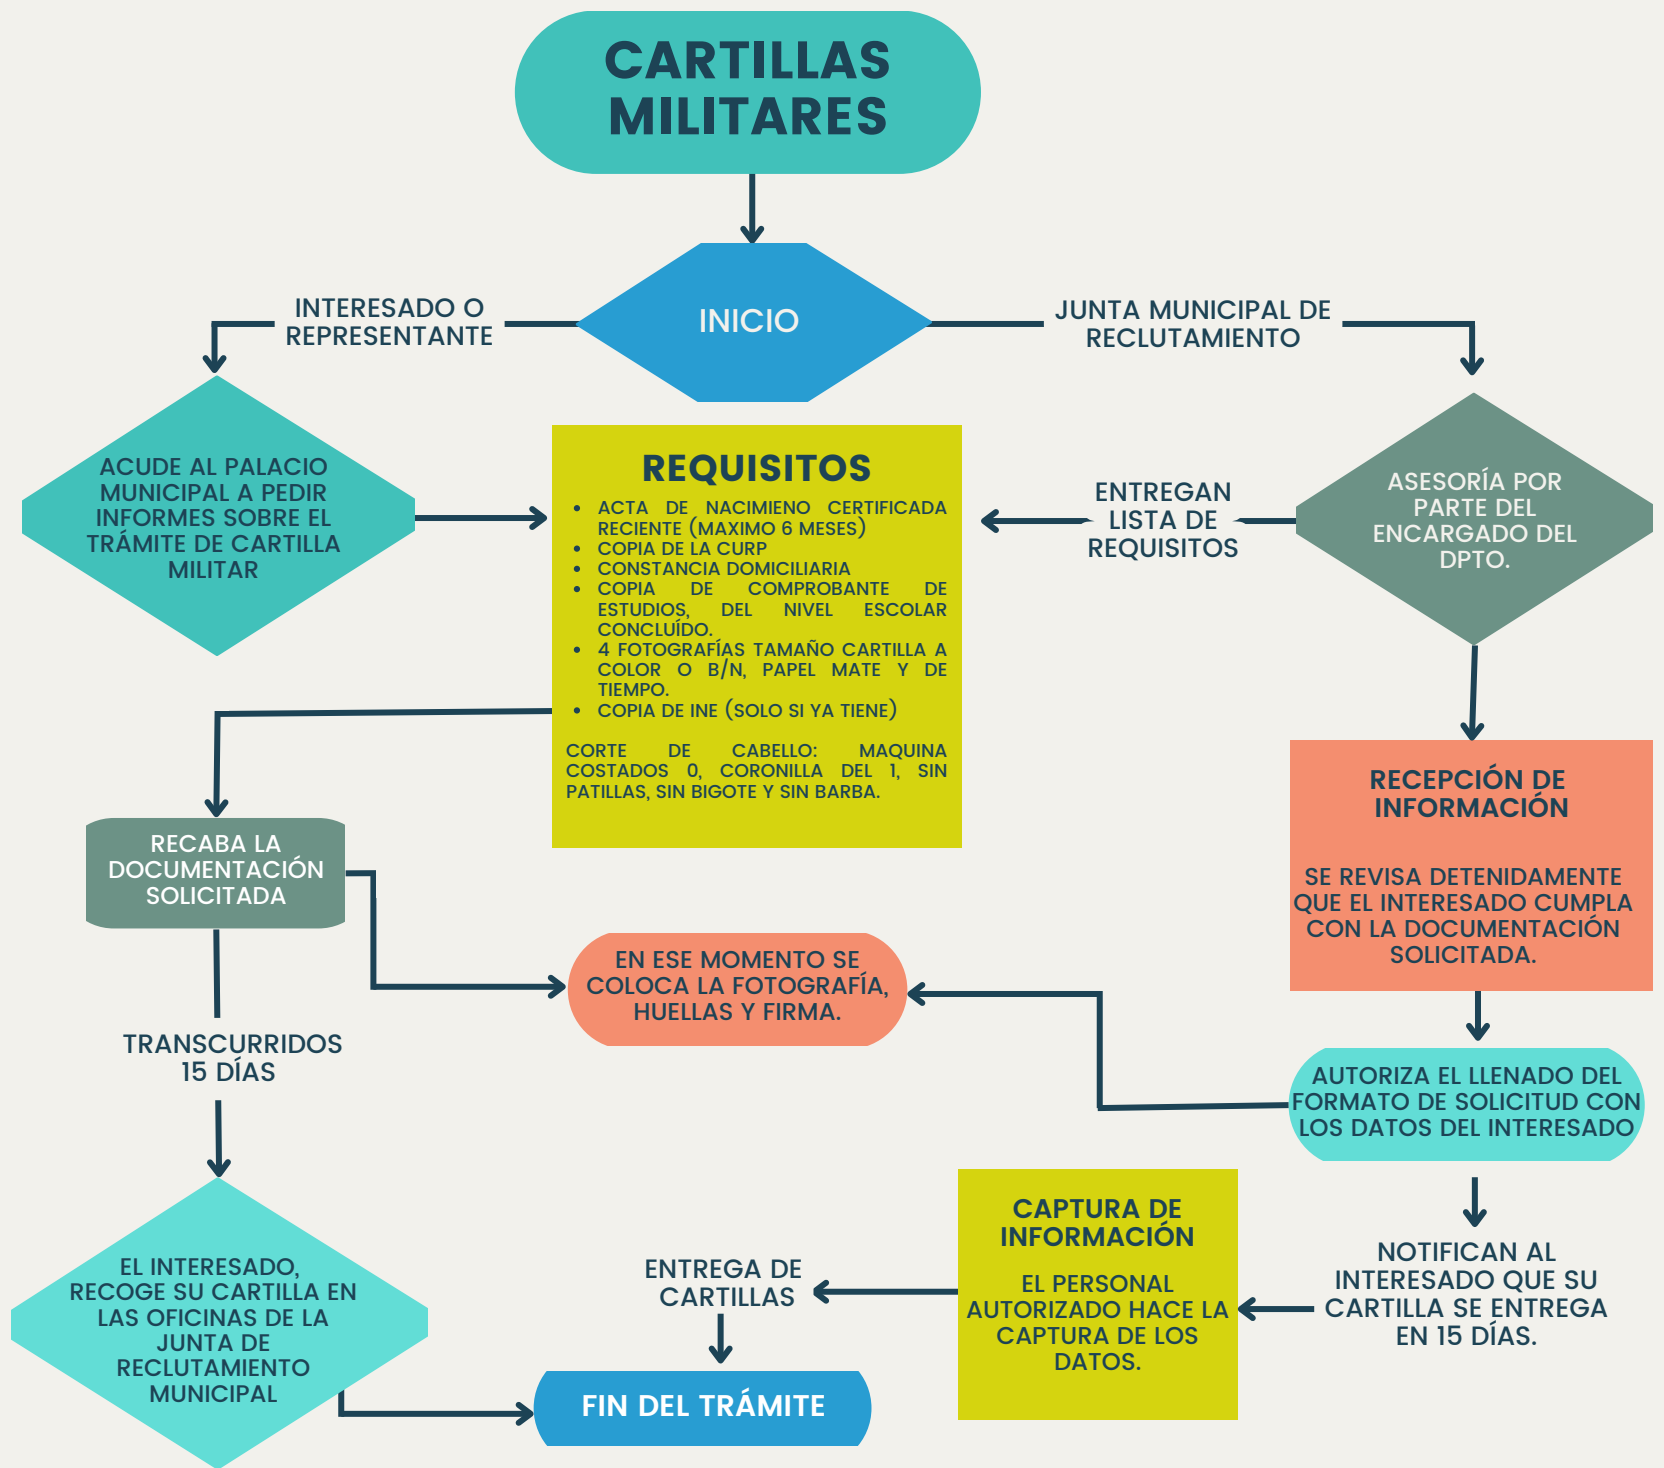 CARTILLAS
MILITARES
INICIO
INTERESADO O
REPRESENTANTE
JUNTA MUNICIPAL DE
RECLUTAMIENTO
ACUDE AL PALACIO
MUNICIPAL A PEDIR
INFORMES SOBRE EL
TRÁMITE DE CARTILLA
MILITAR
REQUISITOS
• ACTA DE NACIMIENO CERTIFICADA
RECIENTE (MAXIMO 6 MESES)
• COPIA DE LA CURP
• CONSTANCIA DOMICILIARIA
• COPIA DE COMPROBANTE DE
ESTUDIOS, DEL NIVEL ESCOLAR
CONCLUÍDO.
• 4 FOTOGRAFÍAS TAMAÑO CARTILLA A
COLOR O B/N, PAPEL MATE Y DE
TIEMPO.
• COPIA DE INE (SOLO SI YA TIENE)
CORTE DE CABELLO: MAQUINA
COSTADOS 0, CORONILLA DEL 1, SIN
PATILLAS, SIN BIGOTE Y SIN BARBA.
ENTREGAN
LISTA DE
REQUISITOS
ASESORÍA POR
PARTE DEL
ENCARGADO DEL
DPTO.
RECEPCIÓN DE
INFORMACIÓN
SE REVISA DETENIDAMENTE
QUE EL INTERESADO CUMPLA
CON LA DOCUMENTACIÓN
SOLICITADA.
RECABA LA
DOCUMENTACIÓN
SOLICITADA
EN ESE MOMENTO SE
COLOCA LA FOTOGRAFÍA,
HUELLAS Y FIRMA.
TRANSCURRIDOS
15 DÍAS
AUTORIZA EL LLENADO DEL
FORMATO DE SOLICITUD CON
LOS DATOS DEL INTERESADO
NOTIFICAN AL
INTERESADO QUE SU
CARTILLA SE ENTREGA
EN 15 DÍAS.
CAPTURA DE
INFORMACIÓN
EL PERSONAL
AUTORIZADO HACE LA
CAPTURA DE LOS
DATOS.
ENTREGA DE
CARTILLAS
EL INTERESADO,
RECOGE SU CARTILLA EN
LAS OFICINAS DE LA
JUNTA DE
RECLUTAMIENTO
MUNICIPAL
FIN DEL TRÁMITE